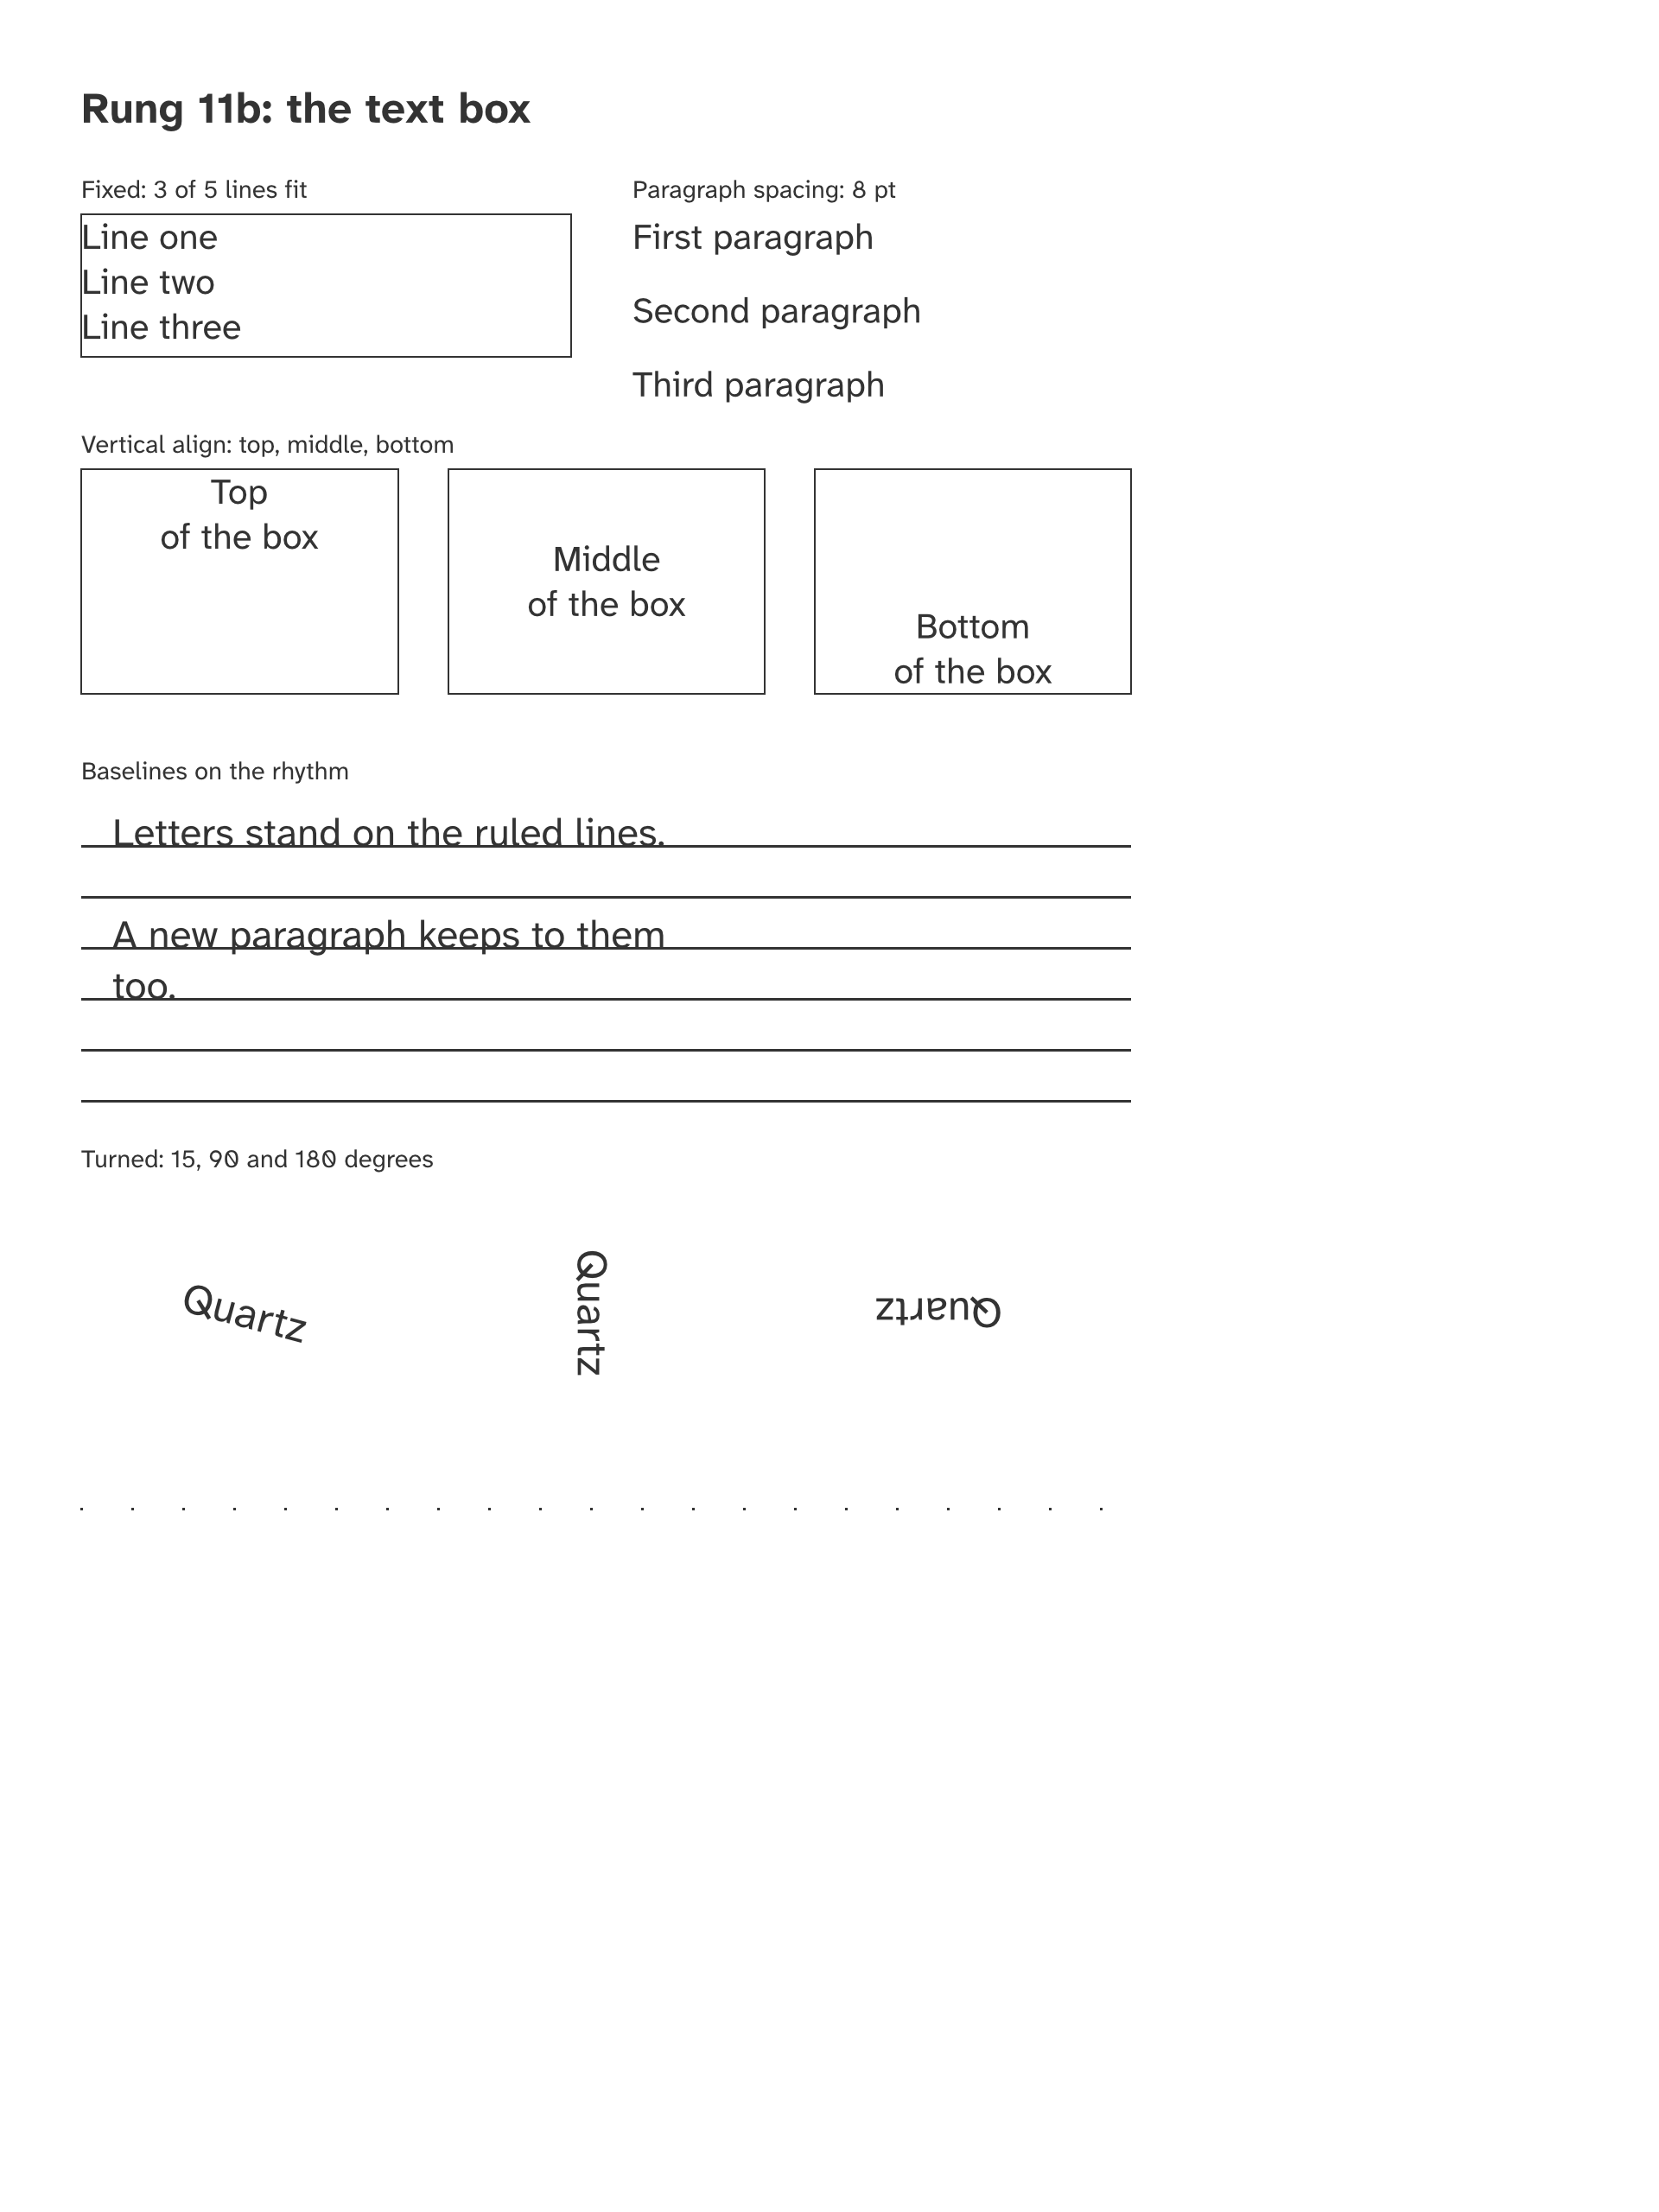 Rung 11b: the text box
Fixed: 3 of 5 lines fit
Line one
Line two
Line three
Paragraph spacing: 8 pt
First paragraph
Second paragraph
Third paragraph
Vertical align: top, middle, bottom
Top
of the box
Middle
of the box
Bottom
of the box
Baselines on the rhythm
Letters stand on the ruled lines.
A new paragraph keeps to them
too.
Turned: 15, 90 and 180 degrees
Quartz
Quartz
Quartz